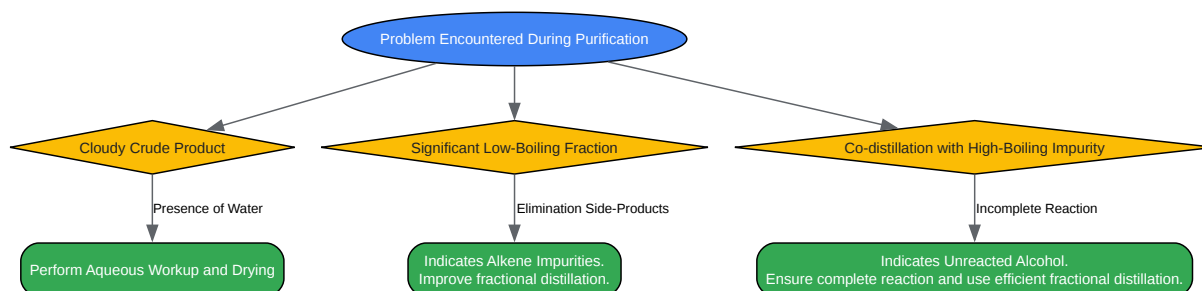 Problem Encountered During Purification
Cloudy Crude Product
Significant Low-Boiling Fraction
Co-distillation with High-Boiling Impurity
Presence of Water
Elimination Side-Products
Incomplete Reaction
Perform Aqueous Workup and Drying
Indicates Alkene Impurities.
Improve fractional distillation.
Indicates Unreacted Alcohol.
Ensure complete reaction and use efficient fractional distillation.